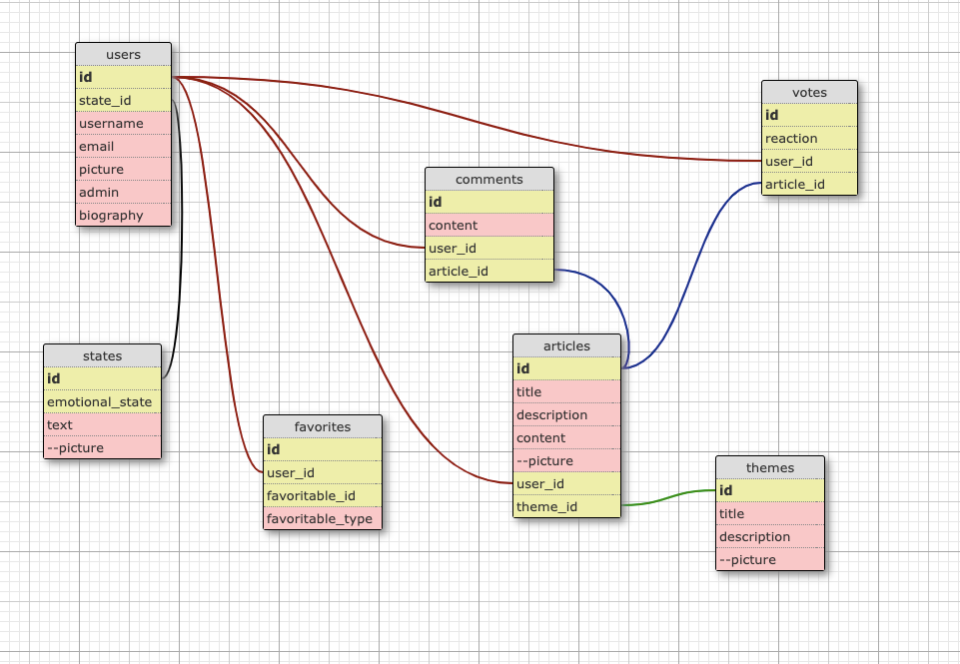 users
id
state_id
username
email
picture
admin
biography
votes
id
reaction
user_id
article_id
comments
id
content
user_id
article_id
states
id
emotional_state
text
--picture
articles
id
title
description
content
--picture
user_id
theme_id
favorites
id
user_id
favoritable_id
favoritable_type
themes
id
title
description
--picture